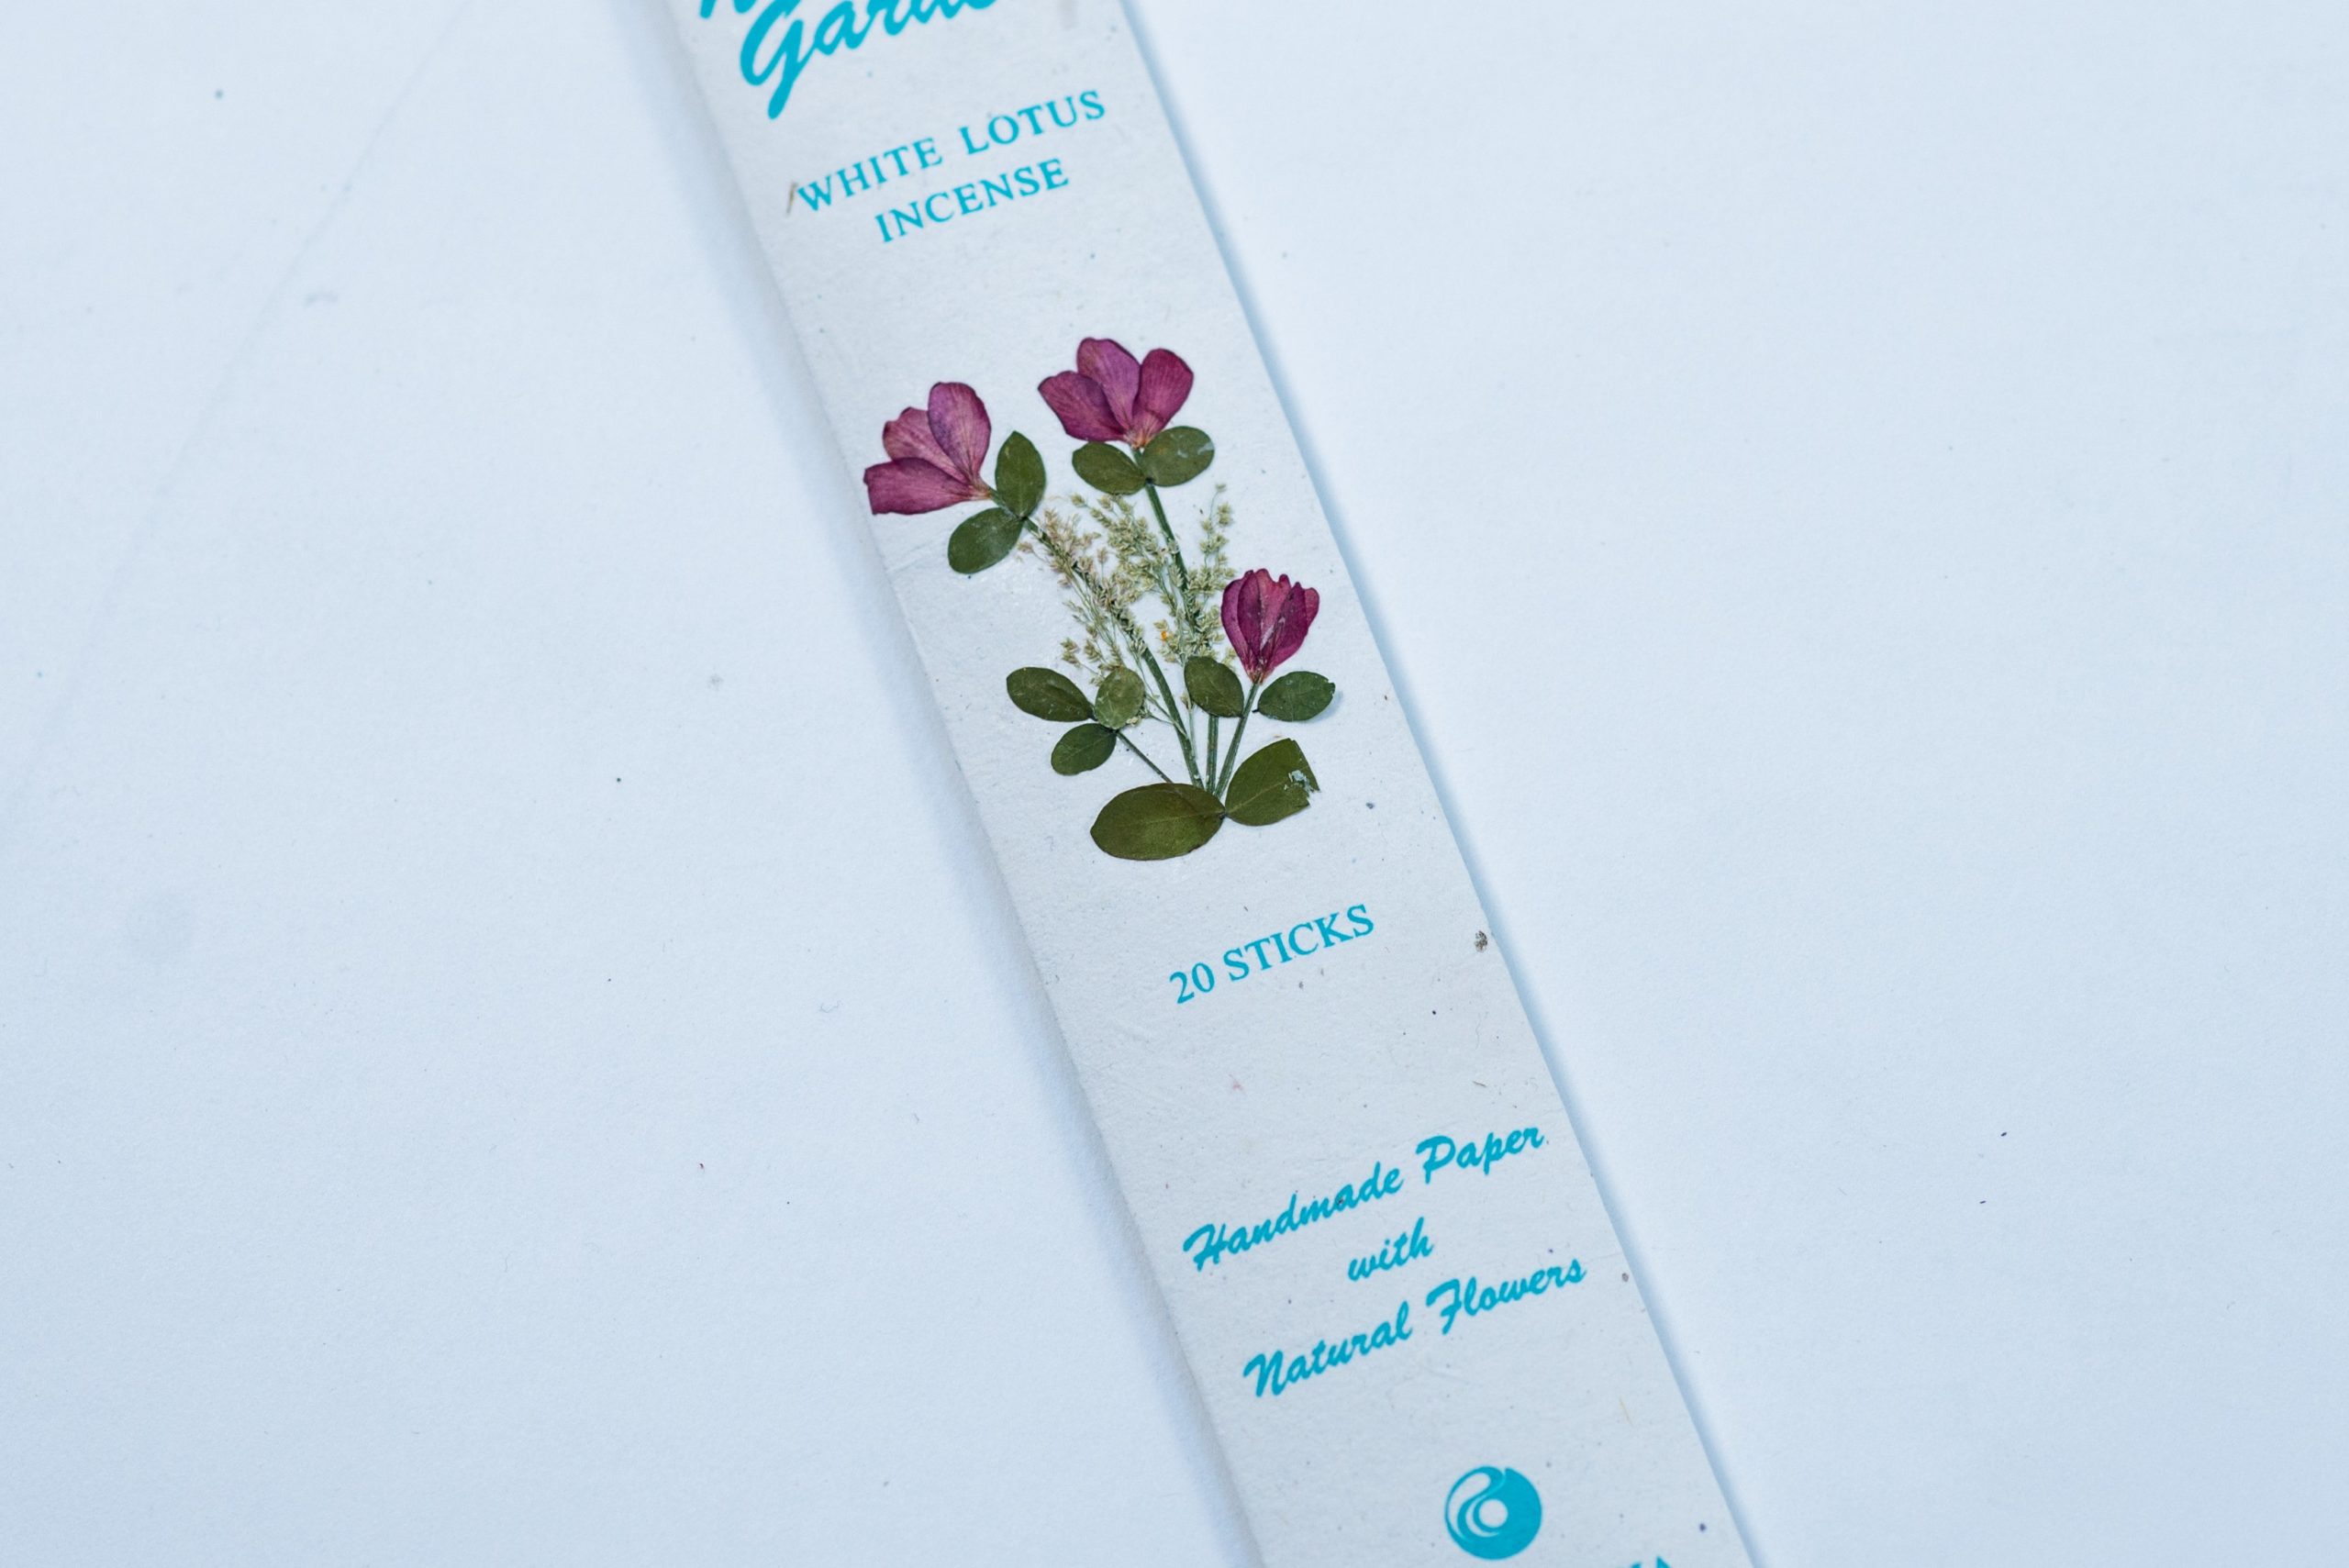 WHITE LOTUS
INCENSE
20 STICKS
Handmade Paper
with
Natural Flowers